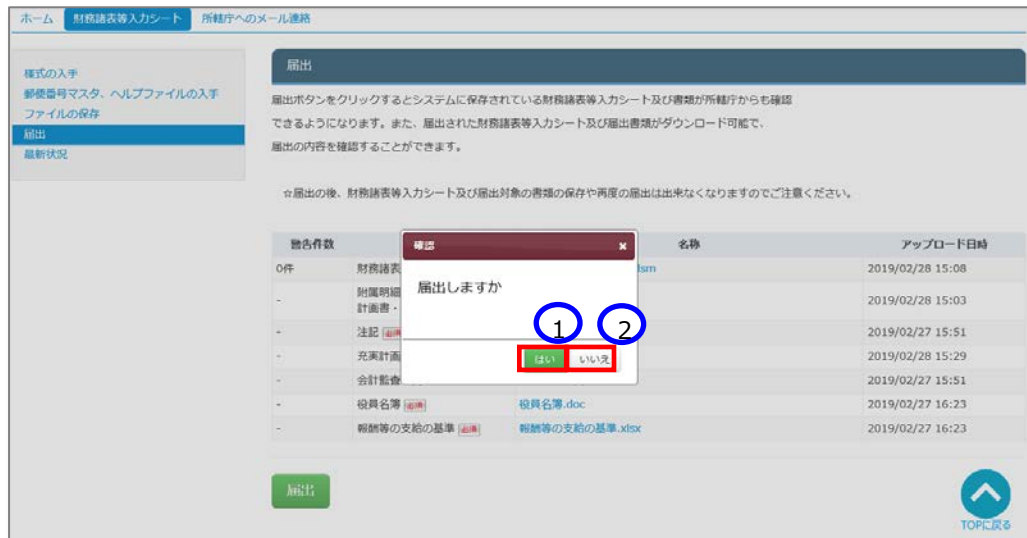 ホーム 財務諸表等入力シート 所轄庁へのメール連絡
様式の入手
郵便番号マスタ、ヘルプファイルの入手
ファイルの保存
届出
最新状況
届出
届出ボタンをクリックするとシステムに保存されている財務諸表等入力シート及び書類が所轄庁からも確認
できるようになります。また、届出された財務諸表等入力シート及び届出書類がダウンロード可能で、
届出の内容を確認することができます。
☆届出の後、財務諸表等入力シート及び届出対象の書類の保存や再度の届出は出来なくなりますのでご注意ください。
警告件数 名称 アップロード日時
0件 財務諸表 lsm 2019/02/28 15:08
- 附属明細 2019/02/28 15:03
計画書・
- 注記 必須 2019/02/27 15:51
- 充実計画 2019/02/28 15:29
- 会計監査 2019/02/27 15:51
- 役員名簿 必須 役員名簿.doc 2019/02/27 16:23
- 報酬等の支給の基準 必須 報酬等の支給の基準.xlsx 2019/02/27 16:23
確認 ×
届出しますか
1 2
はい いいえ
届出
TOPに戻る